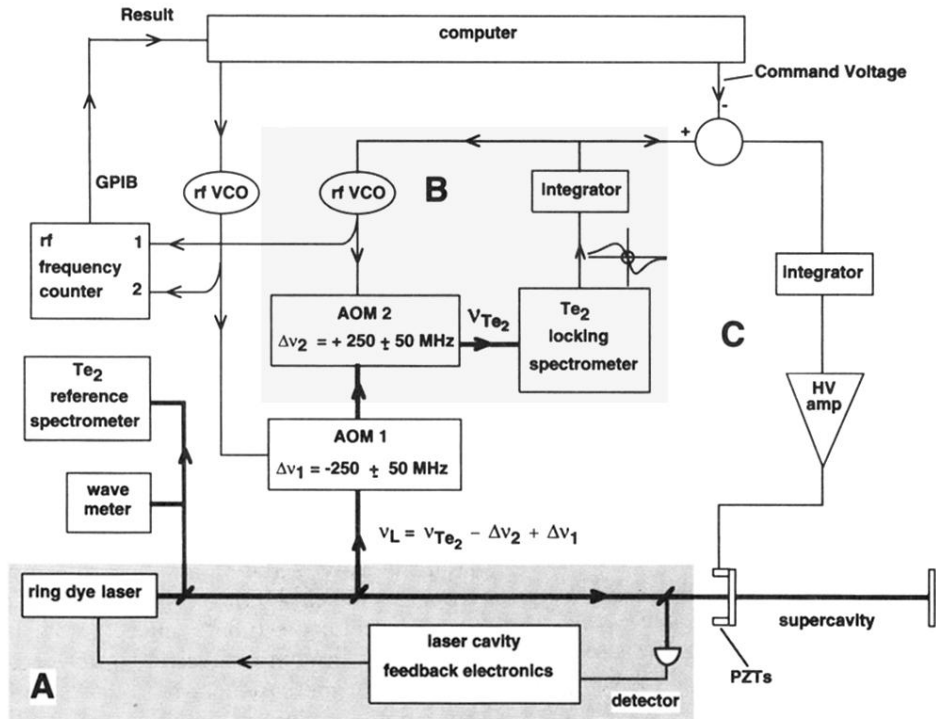 Result
computer
Command Voltage
-
+
GPIB
rf VCO
rf VCO
B
Integrator
rf
frequency
counter
1
2
AOM 2
Δν2 = + 250 ± 50 MHz
νTe2
Te2
locking
spectrometer
Integrator
C
HV
amp
Te2
reference
spectrometer
AOM 1
Δν1 = -250 ± 50 MHz
wave
meter
νL = νTe2 - Δν2 + Δν1
ring dye laser
supercavity
laser cavity
feedback electronics
A
detector
PZTs